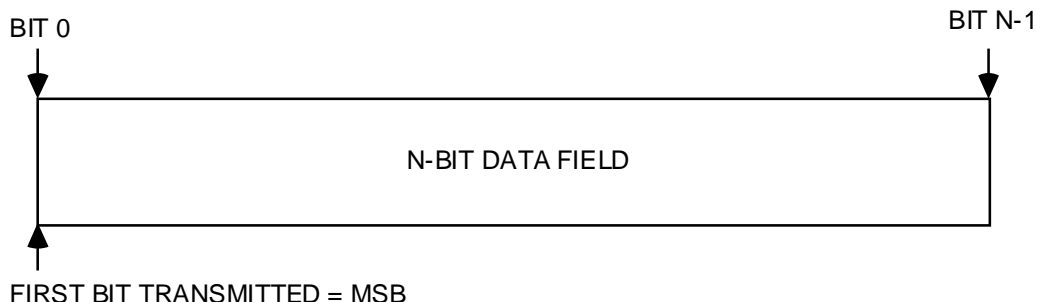 BIT 0
BIT N-1
N-BIT DATA FIELD
FIRST BIT TRANSMITTED = MSB